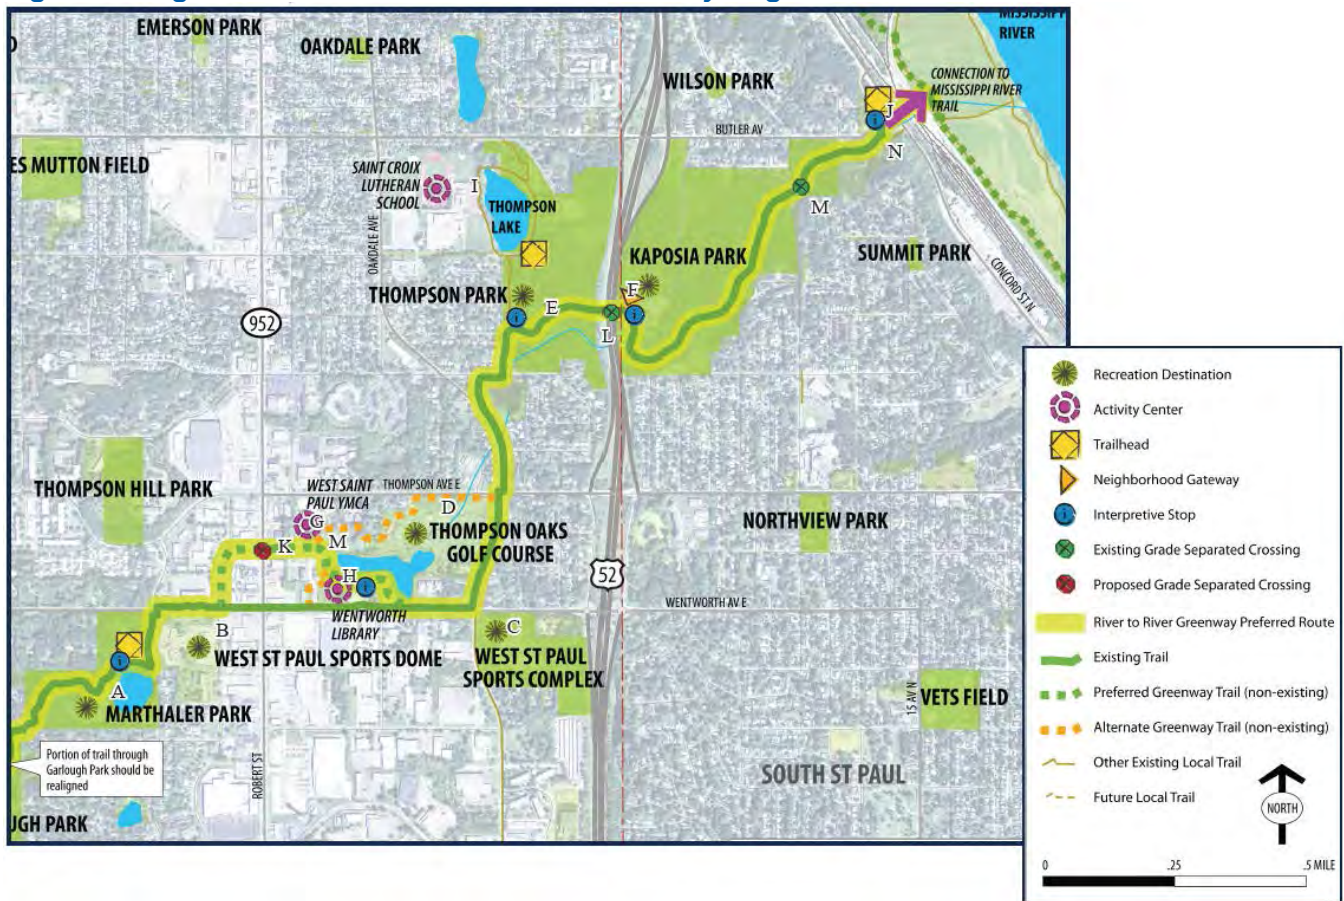 RIVER
EMERSON PARK
OAKDALE PARK
WILSON PARK
CONNECTION TO
MISSISSIPPI RIVER
TRAIL
J
BUTLER AV
N
ES MUTTON FIELD
SAINT CROIX
LUTHERAN
SCHOOL
I
THOMPSON
LAKE
M
OAKDALE AVE
KAPOSIA PARK
SUMMIT PARK
CONCORD ST N
THOMPSON PARK
F
E
L
952
THOMPSON HILL PARK
WEST SAINT
PAUL YMCA
THOMPSON AVE E
D
G
THOMPSON OAKS
GOLF COURSE
NORTHVIEW PARK
K
M
H
52
WENTWORTH
LIBRARY
WENTWORTH AV E
B
WEST ST PAUL SPORTS DOME
C
WEST ST PAUL
SPORTS COMPLEX
A
MARTHALER PARK
15 AV N
VETS FIELD
Portion of trail through
Garlough Park should be
realigned
ROBERT ST
SOUTH ST PAUL
UGH PARK
Recreation Destination
Activity Center
Trailhead
Neighborhood Gateway
Interpretive Stop
Existing Grade Separated Crossing
Proposed Grade Separated Crossing
River to River Greenway Preferred Route
Existing Trail
Preferred Greenway Trail (non-existing)
Alternate Greenway Trail (non-existing)
Other Existing Local Trail
Future Local Trail
NORTH
0 .25 .5 MILE